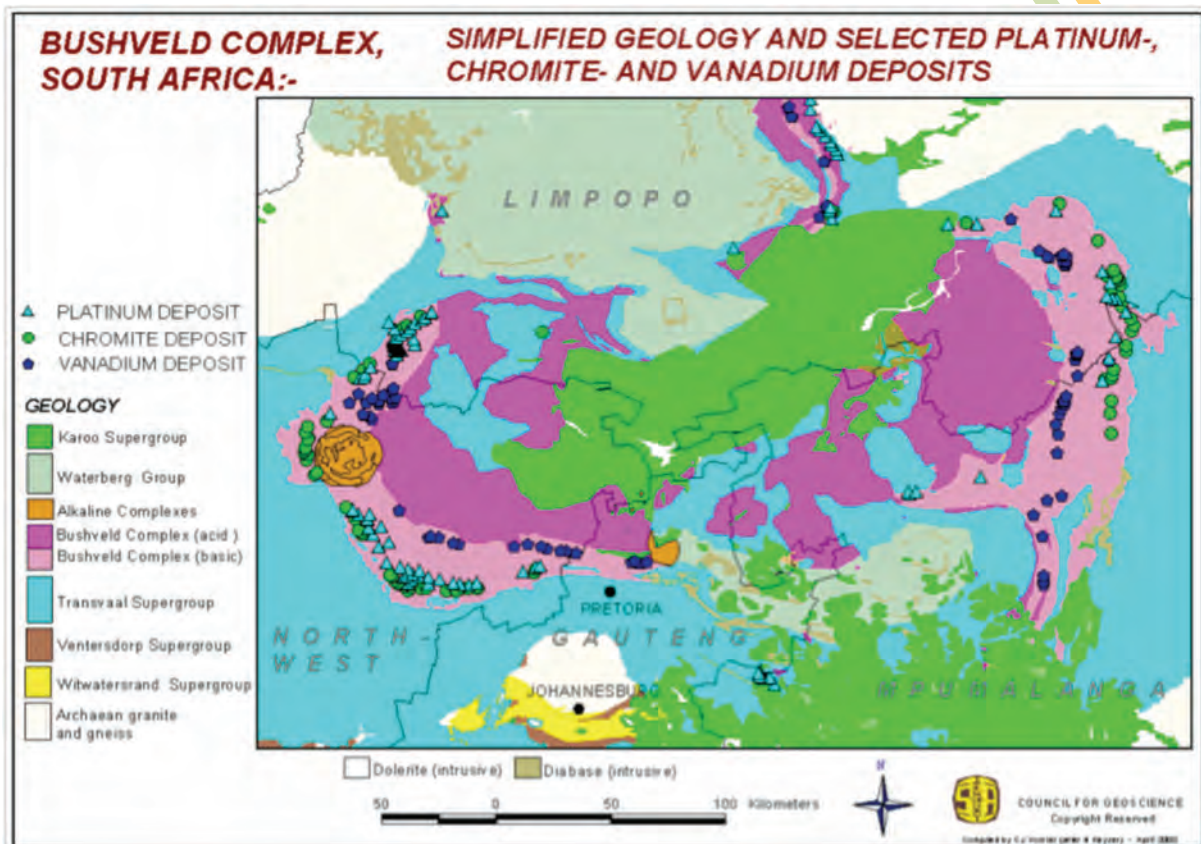 BUSHVELD COMPLEX,
SOUTH AFRICA:-
SIMPLIFIED GEOLOGY AND SELECTED PLATINUM-,
CHROMITE- AND VANADIUM DEPOSITS
PLATINUM DEPOSIT
CHROMITE DEPOSIT
VANADIUM DEPOSIT
GEOLOGY
Karoo Supergroup
Waterberg Group
Alkaline Complexes
Bushveld Complex (acid )
Bushveld Complex (basic)
Transvaal Supergroup
Ventersdorp Supergroup
Witwatersrand Supergroup
Archaean granite
and gneiss
LIMPOPO
PRETORIA
NORTH-
WEST
GAUTENG
JOHANNESBURG
MPUMALANGA
Dolerite (intrusive)
Diabase (intrusive)
50 0 50 100 Kilometers
N
COUNCIL FOR GEOSCIENCE
Copyright Reserved
Compiled by